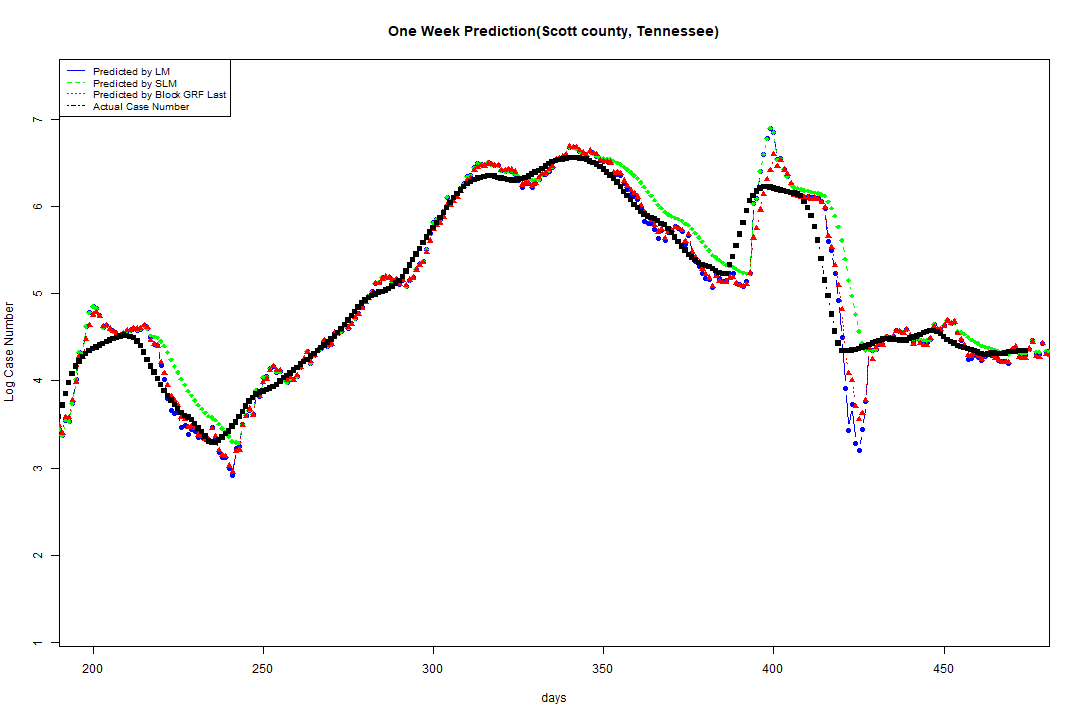 One Week Prediction(Scott county, Tennessee)
Predicted by LM
Predicted by SLM
Predicted by Block GRF Last
Actual Case Number
Log Case Number
7
6
5
4
3
2
1
200 250 300 350 400 450
days